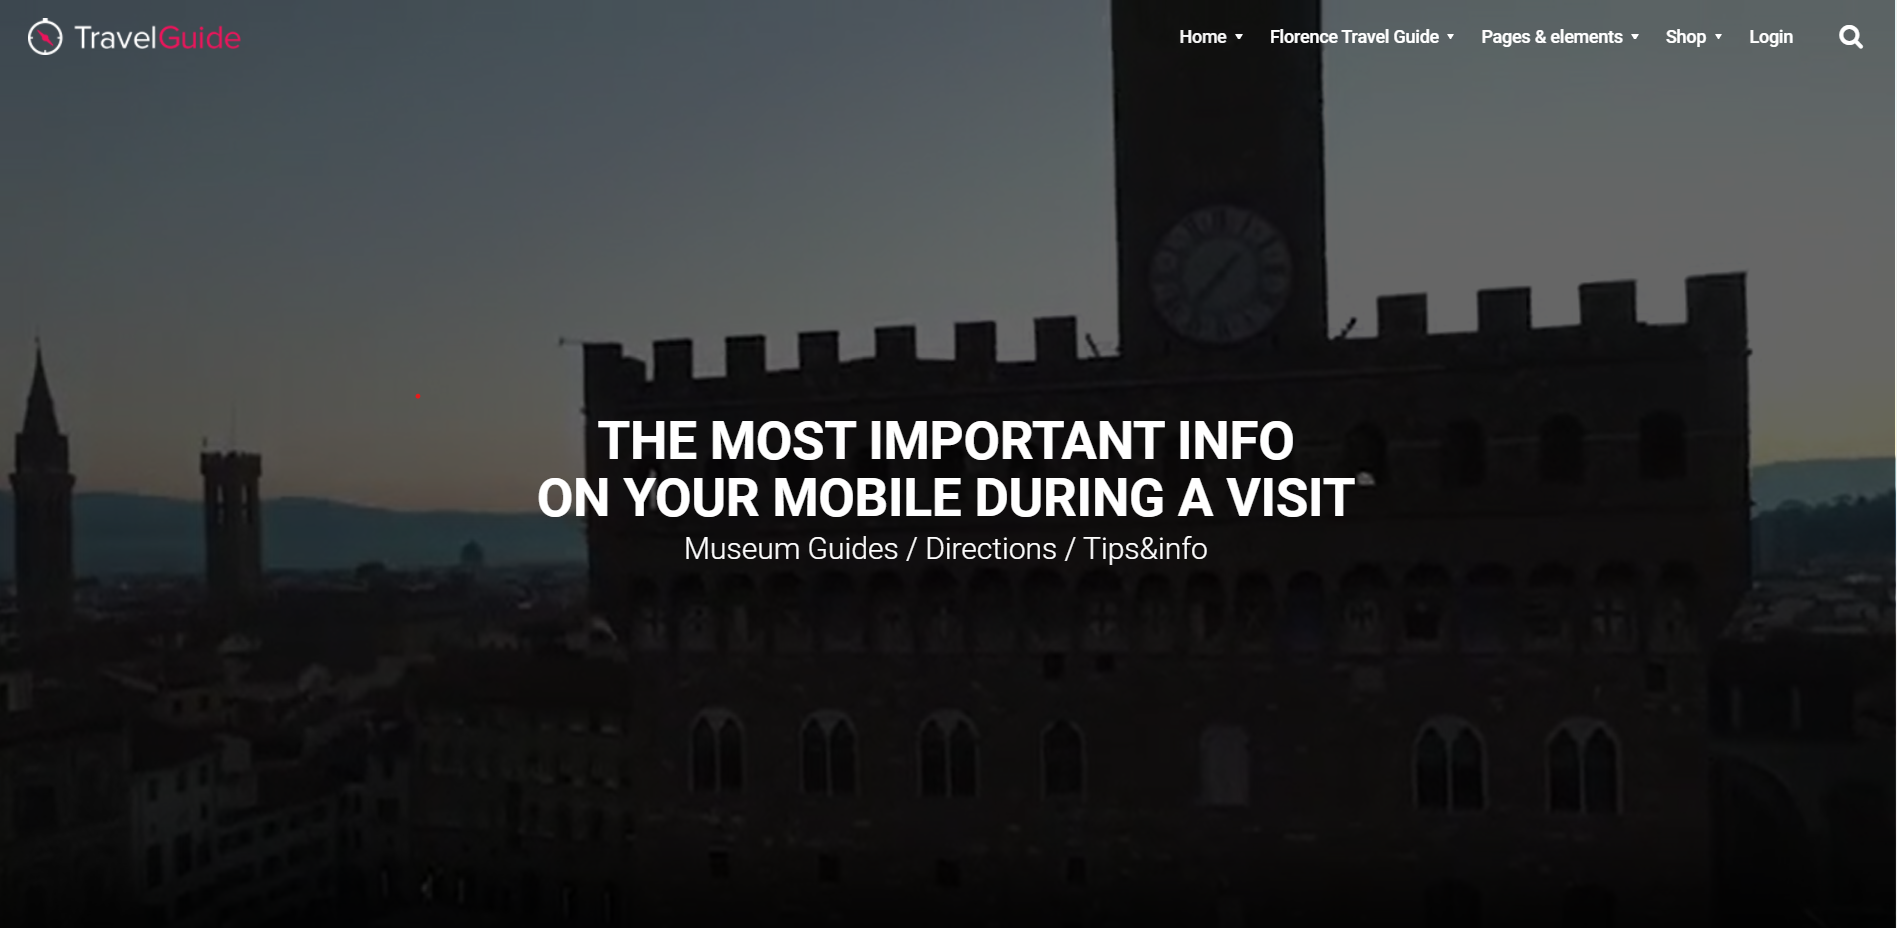 TravelGuide
Home Florence Travel Guide Pages & elements Shop Login
THE MOST IMPORTANT INFO
ON YOUR MOBILE DURING A VISIT
Museum Guides / Directions / Tips&info